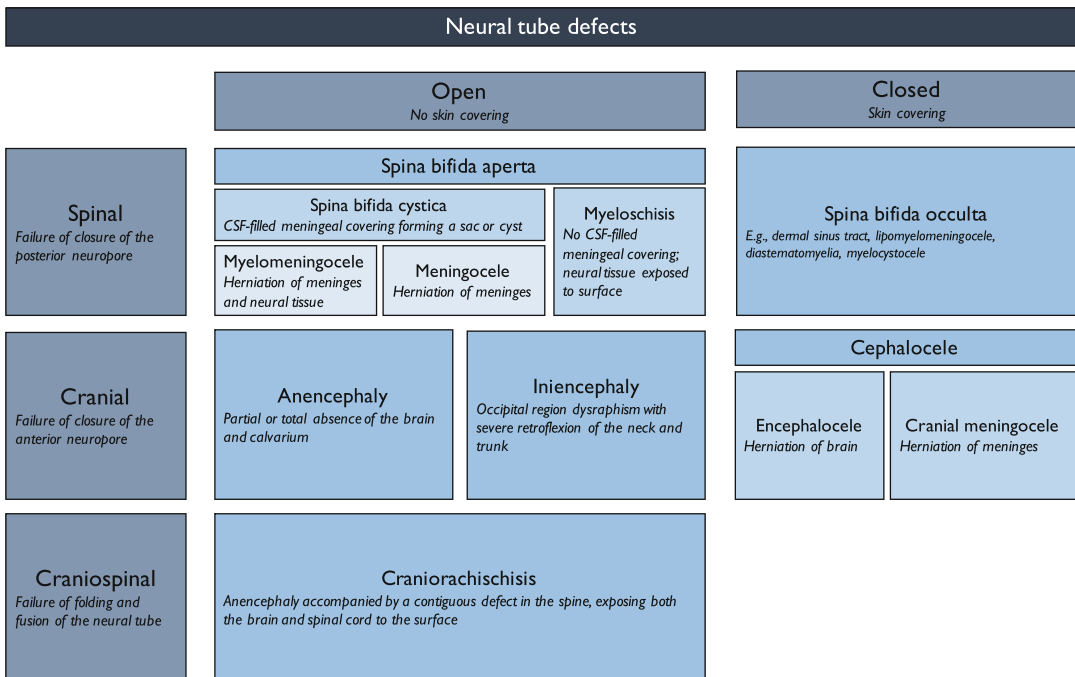 Neural tube defects
Open
No skin covering
Closed
Skin covering
Spinal
Failure of closure of the
posterior neuropore
Spina bifida aperta
Spina bifida cystica
CSF-filled meningeal covering forming a sac or cyst
Myelomeningocele
Herniation of meninges
and neural tissue
Meningocele
Herniation of meninges
Myeloschisis
No CSF-filled
meningeal covering;
neural tissue exposed
to surface
Spina bifida occulta
E.g., dermal sinus tract, lipomyelomeningocele,
diastematomyelia, myelocystocele
Cranial
Failure of closure of the
anterior neuropore
Anencephaly
Partial or total absence of the brain
and calvarium
Iniencephaly
Occipital region dysraphism with
severe retroflexion of the neck and
trunk
Cephalocele
Encephalocele
Herniation of brain
Cranial meningocele
Herniation of meninges
Craniospinal
Failure of folding and
fusion of the neural tube
Craniorachischisis
Anencephaly accompanied by a contiguous defect in the spine, exposing both
the brain and spinal cord to the surface